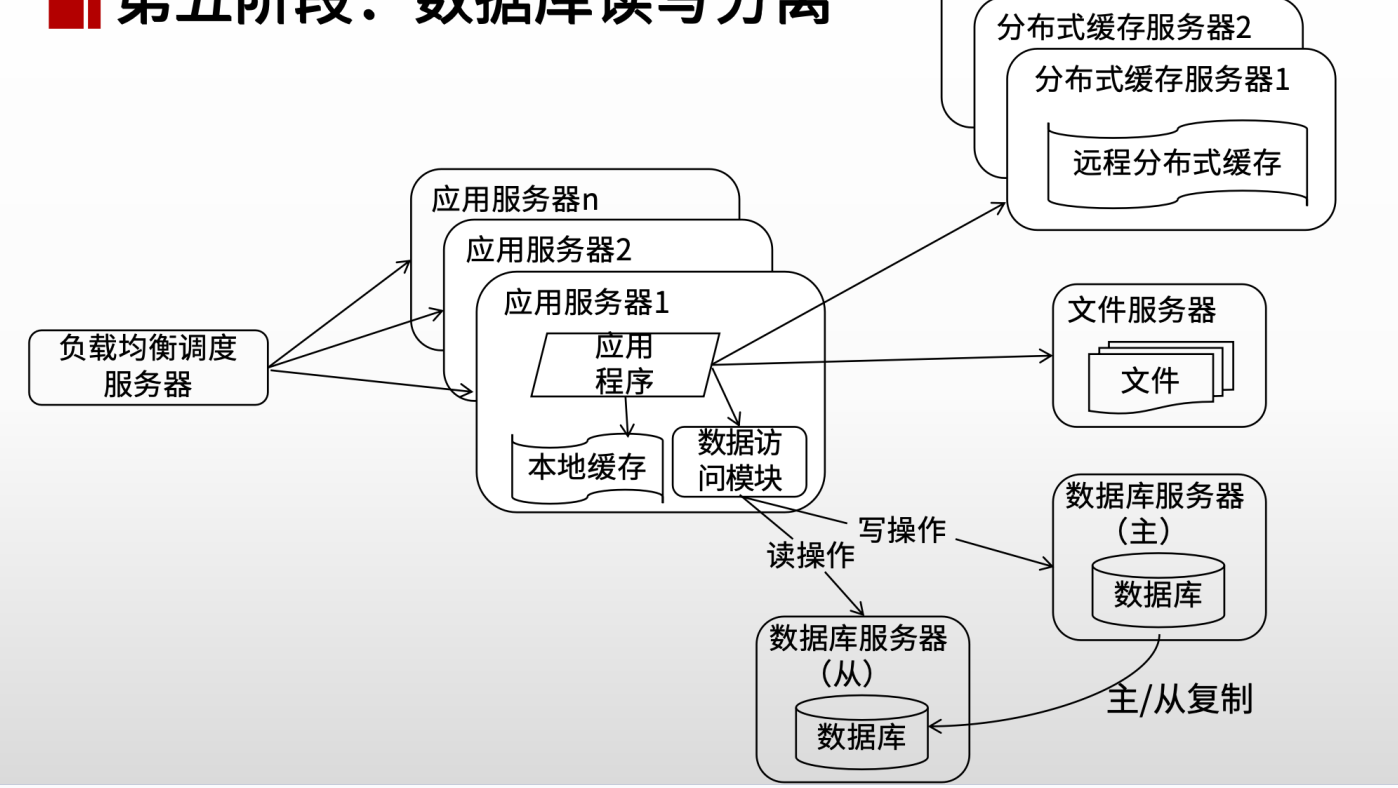 第五阶段：数据库读写分离
分布式缓存服务器2
分布式缓存服务器1
远程分布式缓存
应用服务器n
应用服务器2
应用服务器1
应用
程序
本地缓存
数据访
问模块
负载均衡调度
服务器
文件服务器
文件
写操作
读操作
数据库服务器
（主）
数据库
数据库服务器
（从）
数据库
主/从复制